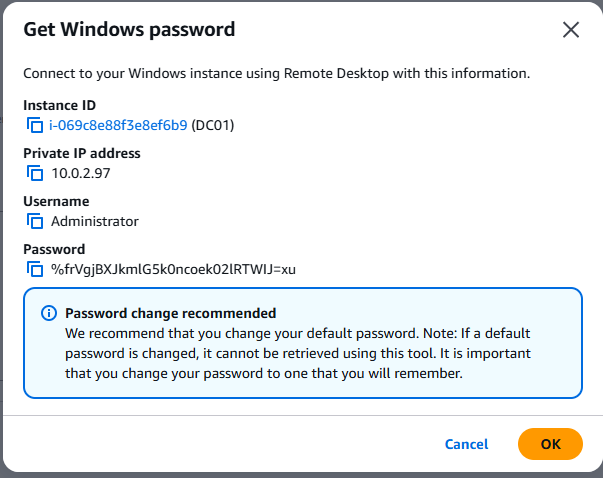 Get Windows password
Connect to your Windows instance using Remote Desktop with this information.
Instance ID
i-069c8e88f3e8ef6b9 (DC01)
Private IP address
10.0.2.97
Username
Administrator
Password
%frVgjBXJkmlG5k0ncoek02lRTWIJ=xu
Password change recommended
We recommend that you change your default password. Note: If a default
password is changed, it cannot be retrieved using this tool. It is important
that you change your password to one that you will remember.
Cancel
OK